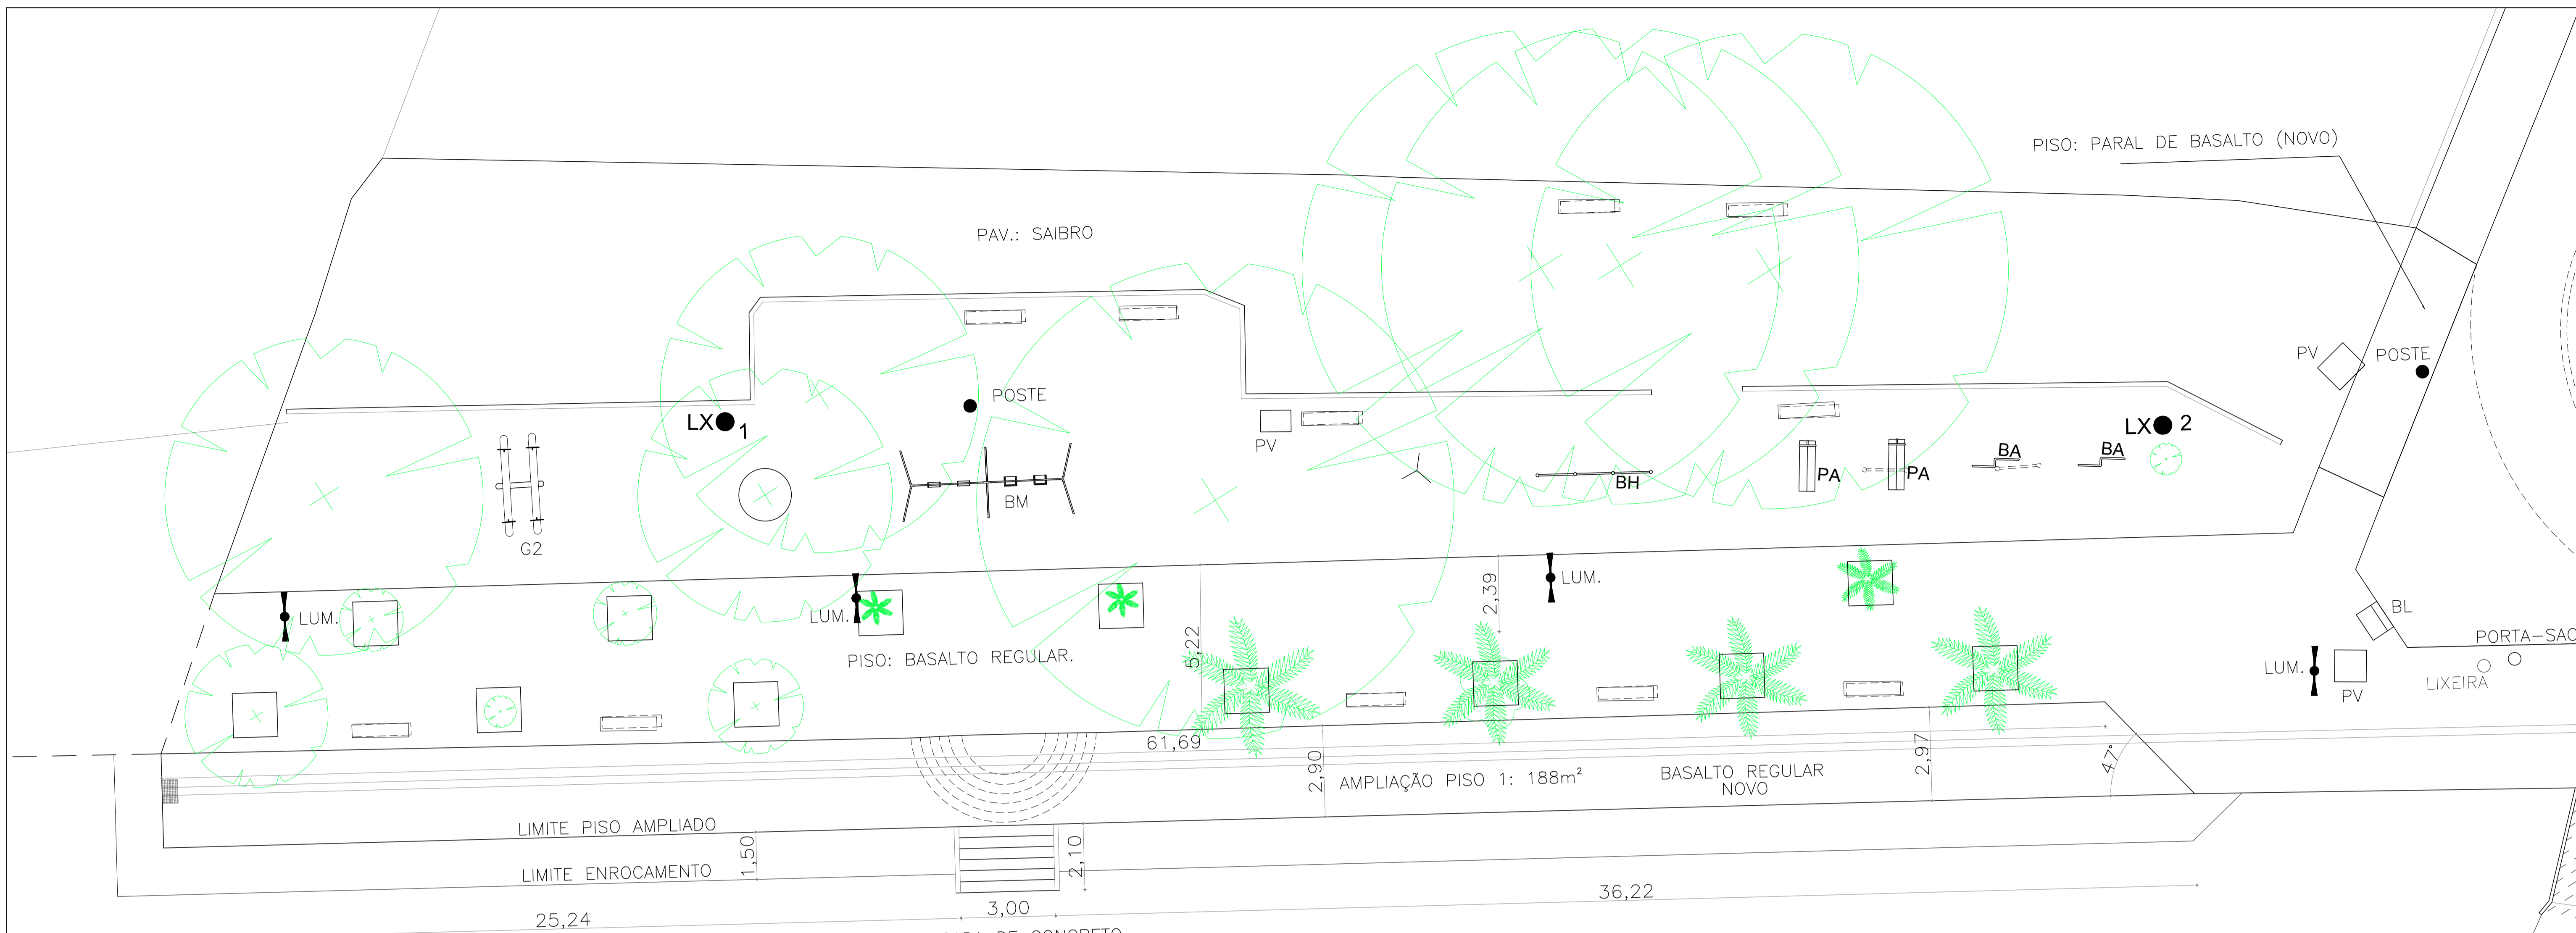 PISO: PARAL DE BASALTO (NOVO)
PAV.: SAIBRO
PV
POSTE
POSTE
LX 1
LX 2
PV
BA
BA
PA
PA
BH
BM
G2
LUM.
LUM.
LUM.
2,39
5,22
BL
PISO: BASALTO REGULAR.
PORTA-SAC
LUM.
PV
LIXEIRA
61,69
2,90
AMPLIAÇÃO PISO 1: 188m²
BASALTO REGULAR
NOVO
2,97
47°
LIMITE PISO AMPLIADO
1,50
2,10
LIMITE ENROCAMENTO
25,24
3,00
36,22
DE CONCRETO